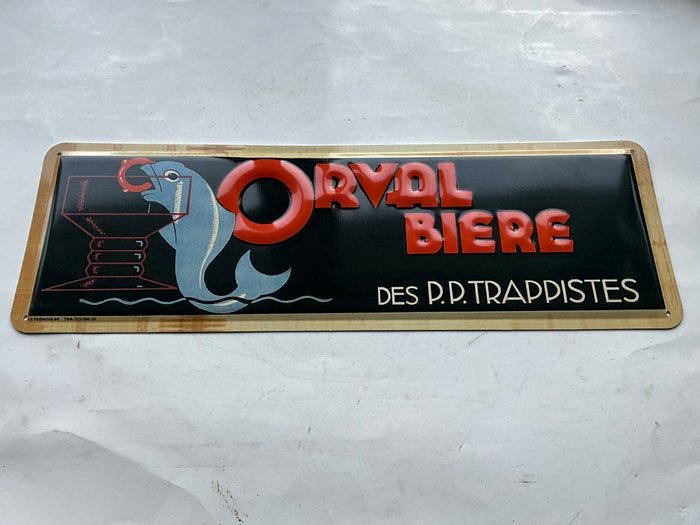 ORVAL
BIERE
DES P.P. TRAPPISTES